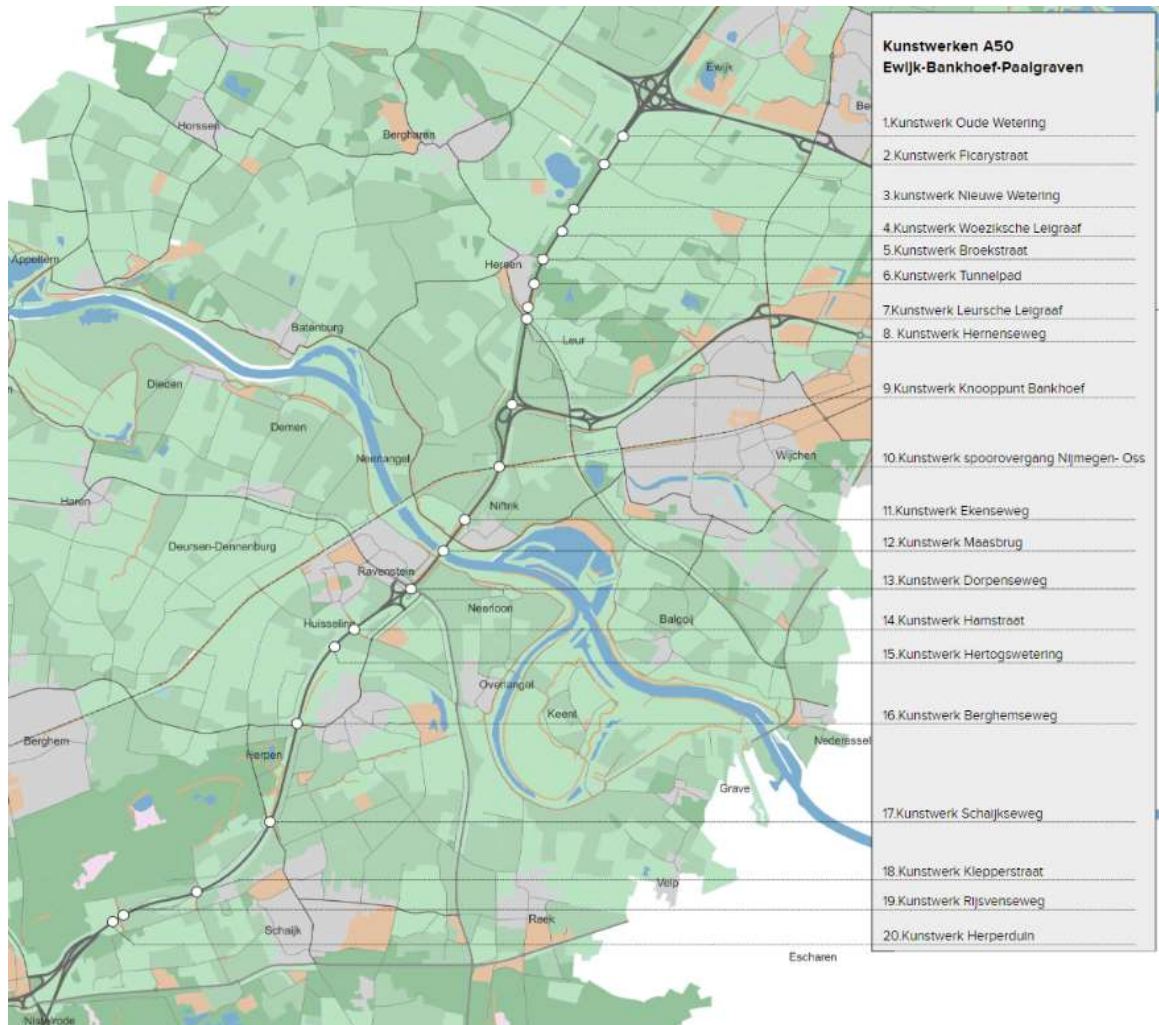 Kunstwerken A50
Ewijk-Bankhoef-Paalgraven
1.Kunstwerk Oude Wetering
2.Kunstwerk Ficarystraat
3.kunstwerk Nieuwe Wetering
4.Kunstwerk Woeziksche Leigraaf
5.Kunstwerk Broekstraat
6.Kunstwerk Tunnelpad
7.Kunstwerk Leursche Leigraaf
8. Kunstwerk Hernenseweg
9.Kunstwerk Knooppunt Bankhoef
10.Kunstwerk spoorovergang Nijmegen- Oss
11.Kunstwerk Ekenseweg
12.Kunstwerk Maasbrug
13.Kunstwerk Dorpenseweg
14.Kunstwerk Hamstraat
15.Kunstwerk Hertogswetering
16.Kunstwerk Berghemseweg
17.Kunstwerk Schaijkseweg
18.Kunstwerk Klepperstraat
19.Kunstwerk Rijsvenseweg
20.Kunstwerk Herperduin
Ewijk
Be
Horssen
Bergharen
Appeltern
Hernen
Batenburg
Leur
Dieden
Demen
Neerlangel
Wijchen
Haren
Niftrik
Deursen-Dennenburg
Ravenstein
Neerloon
Balgoij
Huisseling
Overlangel
Keent
Berghem
Nederassel
Herpen
Grave
Velp
Reek
Schaijk
Escharen
Nistelrode